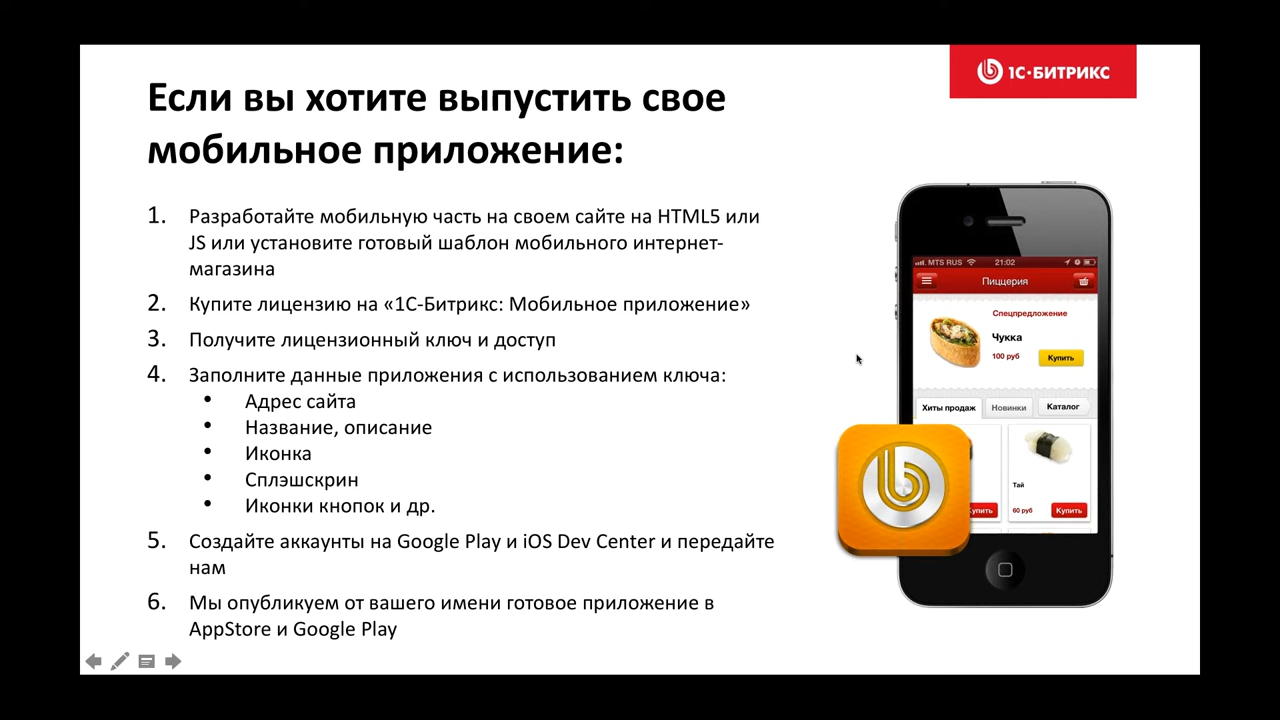 1С·БИТРИКС
Если вы хотите выпустить свое
мобильное приложение:
1. Разработайте мобильную часть на своем сайте на HTML5 или
JS или установите готовый шаблон мобильного интернет-
магазина
2. Купите лицензию на «1С-Битрикс: Мобильное приложение»
3. Получите лицензионный ключ и доступ
4. Заполните данные приложения с использованием ключа:
• Адрес сайта
• Название, описание
• Иконка
• Сплэшскрин
• Иконки кнопок и др.
5. Создайте аккаунты на Google Play и iOS Dev Center и передайте
нам
6. Мы опубликуем от вашего имени готовое приложение в
AppStore и Google Play
MTS RUS 21:02
Пиццерия
Спецпредложение
Чукка
100 руб Купить
Хиты продаж Новинки Каталог
Тай
упить 60 руб Купить
b